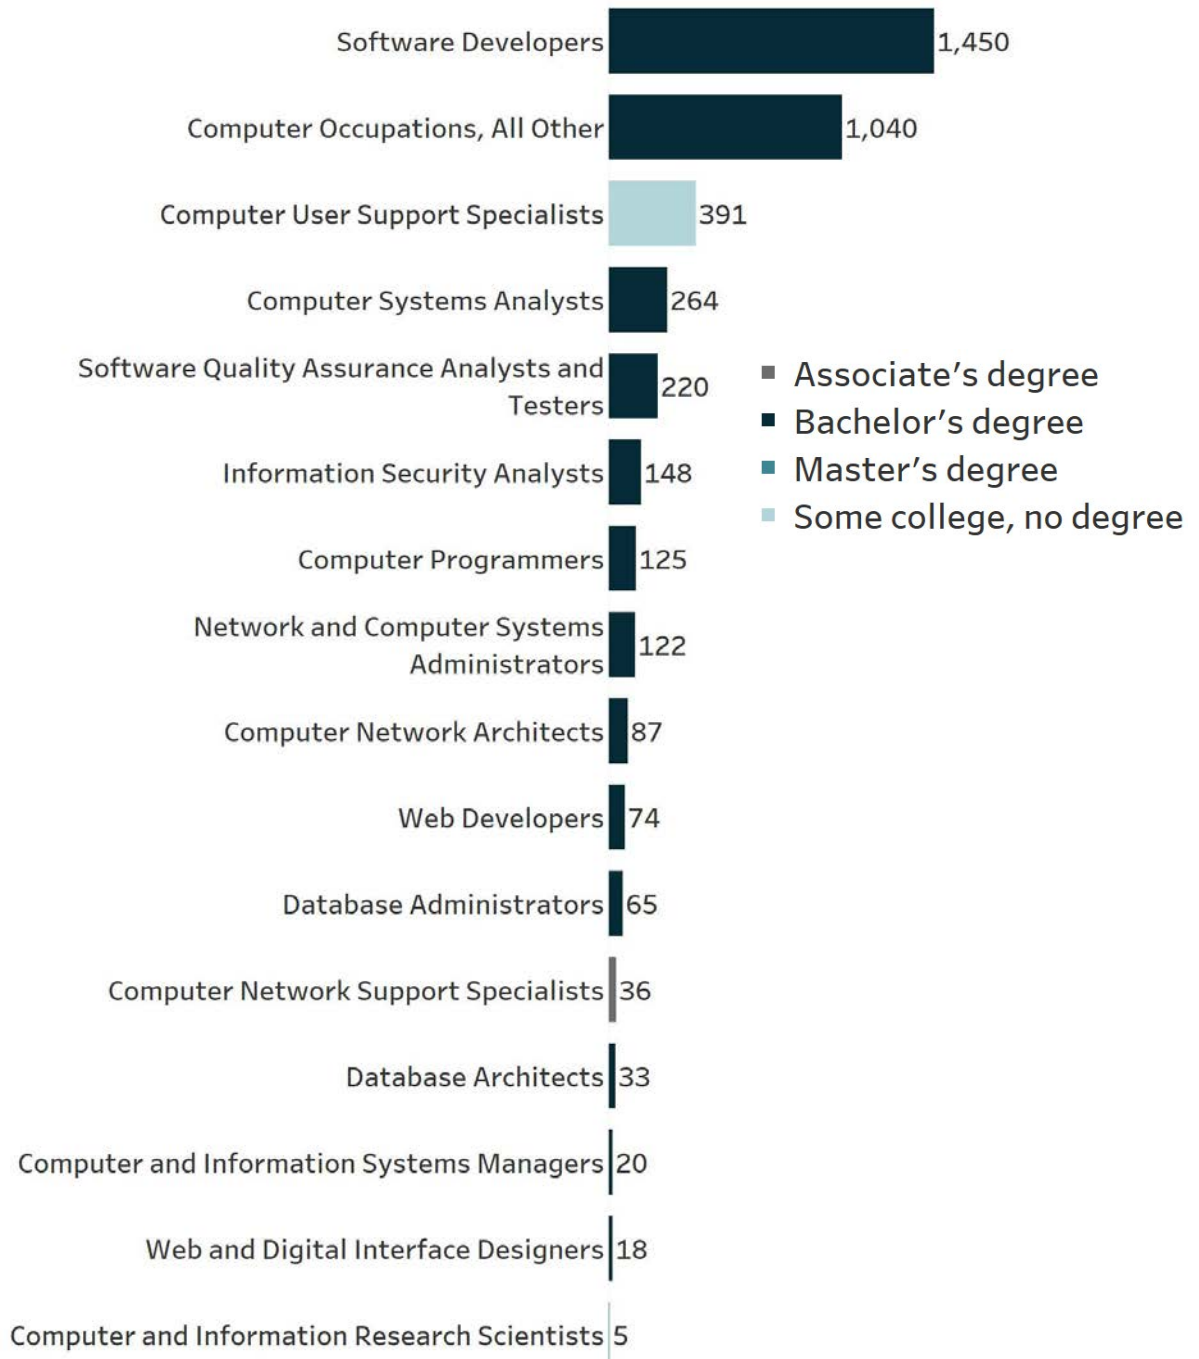 Software Developers 1,450
Computer Occupations, All Other 1,040
Computer User Support Specialists 391
Computer Systems Analysts 264
Software Quality Assurance Analysts and
Testers 220
Information Security Analysts 148
Computer Programmers 125
Network and Computer Systems
Administrators 122
Computer Network Architects 87
Web Developers 74
Database Administrators 65
Computer Network Support Specialists 36
Database Architects 33
Computer and Information Systems Managers 20
Web and Digital Interface Designers 18
Computer and Information Research Scientists 5
Associate’s degree
Bachelor’s degree
Master’s degree
Some college, no degree